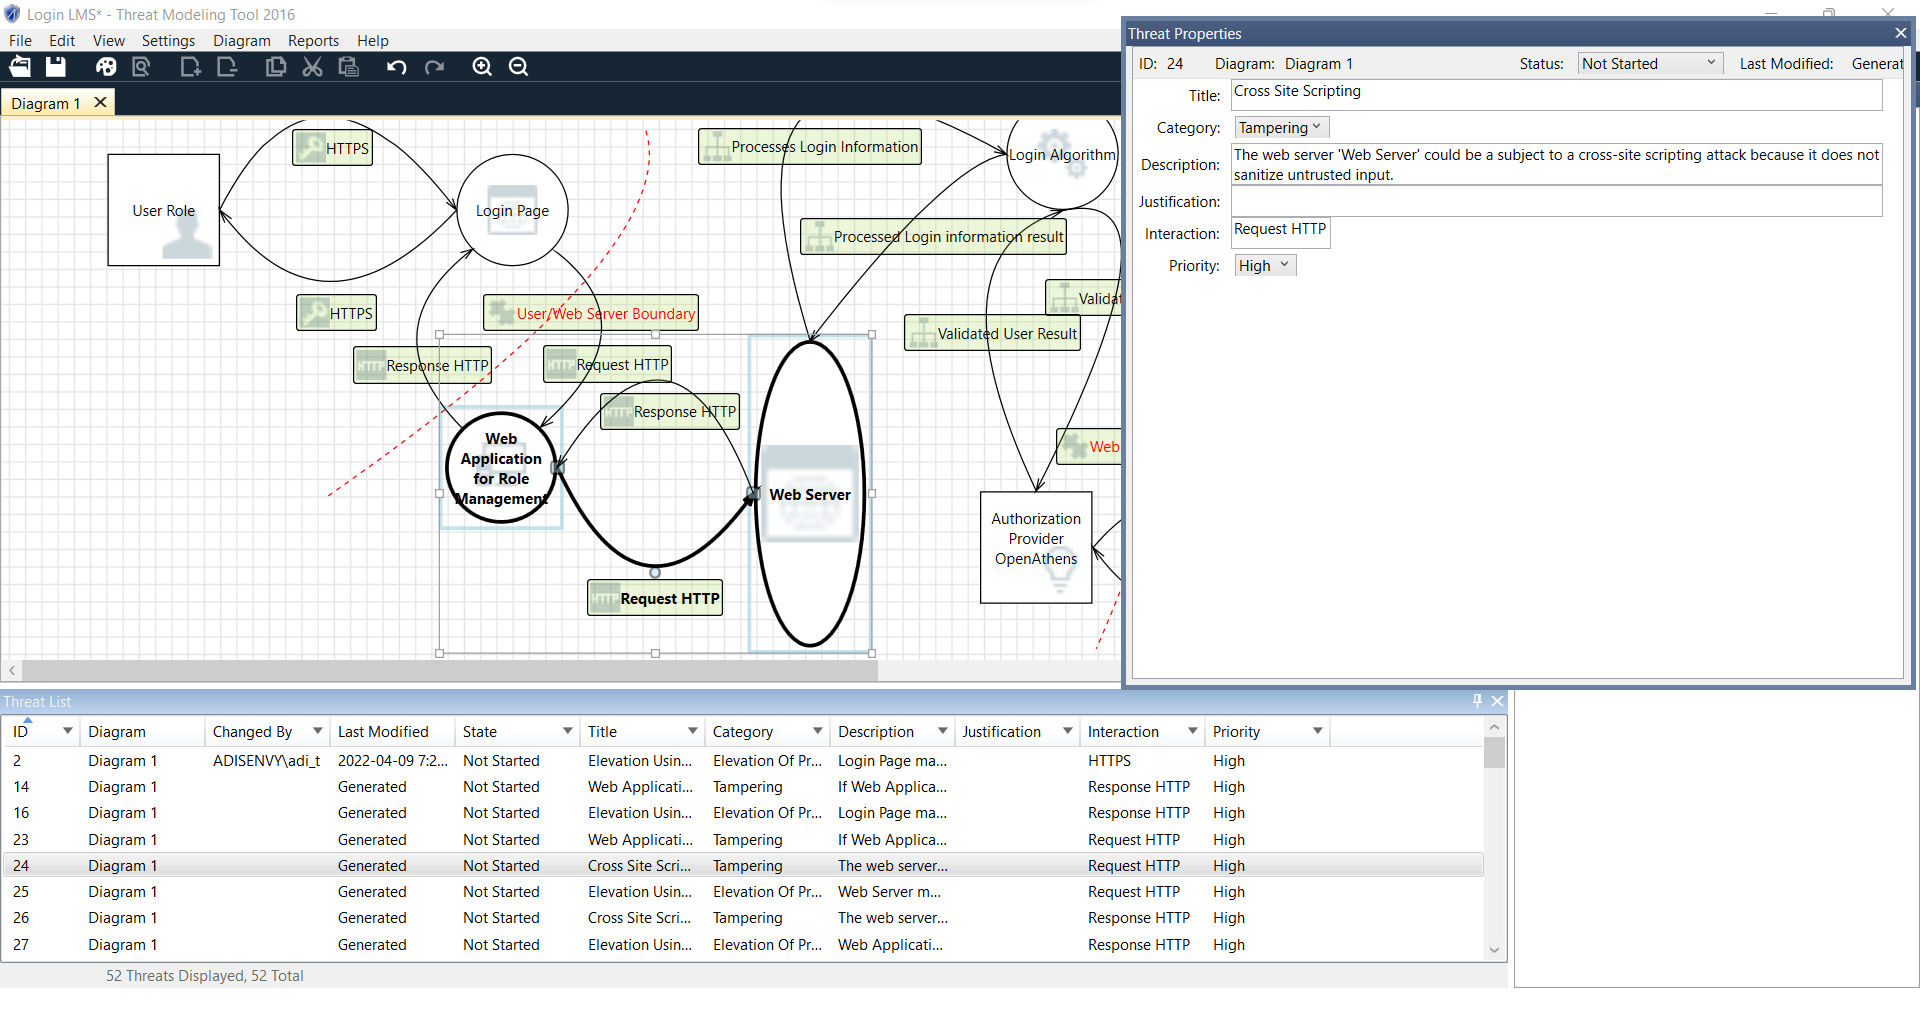 Login LMS* - Threat Modeling Tool 2016
File Edit View Settings Diagram Reports Help
Diagram 1
HTTPS
User Role
Login Page
HTTPS
User/Web Server Boundary
Response HTTP
Request HTTP
Response HTTP
Web
Application
for Role
Management
Web Server
Request HTTP
Processes Login Information
Login Algorithm
Processed Login information result
Validat
Validated User Result
Web
Authorization
Provider
OpenAthens
Threat Properties
ID: 24 Diagram: Diagram 1 Status: Not Started Last Modified: Generat
Title: Cross Site Scripting
Category: Tampering
Description: The web server 'Web Server' could be a subject to a cross-site scripting attack because it does not
sanitize untrusted input.
Justification:
Interaction: Request HTTP
Priority: High
Threat List
ID Diagram Changed By Last Modified State Title Category Description Justification Interaction Priority
2 Diagram 1 ADISENVY\adi_t 2022-04-09 7:2... Not Started Elevation Usin... Elevation Of Pr... Login Page ma... HTTPS High
14 Diagram 1 Generated Not Started Web Applicati... Tampering If Web Applica... Response HTTP High
16 Diagram 1 Generated Not Started Elevation Usin... Elevation Of Pr... Login Page ma... Response HTTP High
23 Diagram 1 Generated Not Started Web Applicati... Tampering If Web Applica... Request HTTP High
24 Diagram 1 Generated Not Started Cross Site Scri... Tampering The web server... Request HTTP High
25 Diagram 1 Generated Not Started Elevation Usin... Elevation Of Pr... Web Server m... Request HTTP High
26 Diagram 1 Generated Not Started Cross Site Scri... Tampering The web server... Response HTTP High
27 Diagram 1 Generated Not Started Elevation Usin... Elevation Of Pr... Web Applicati... Response HTTP High
52 Threats Displayed, 52 Total